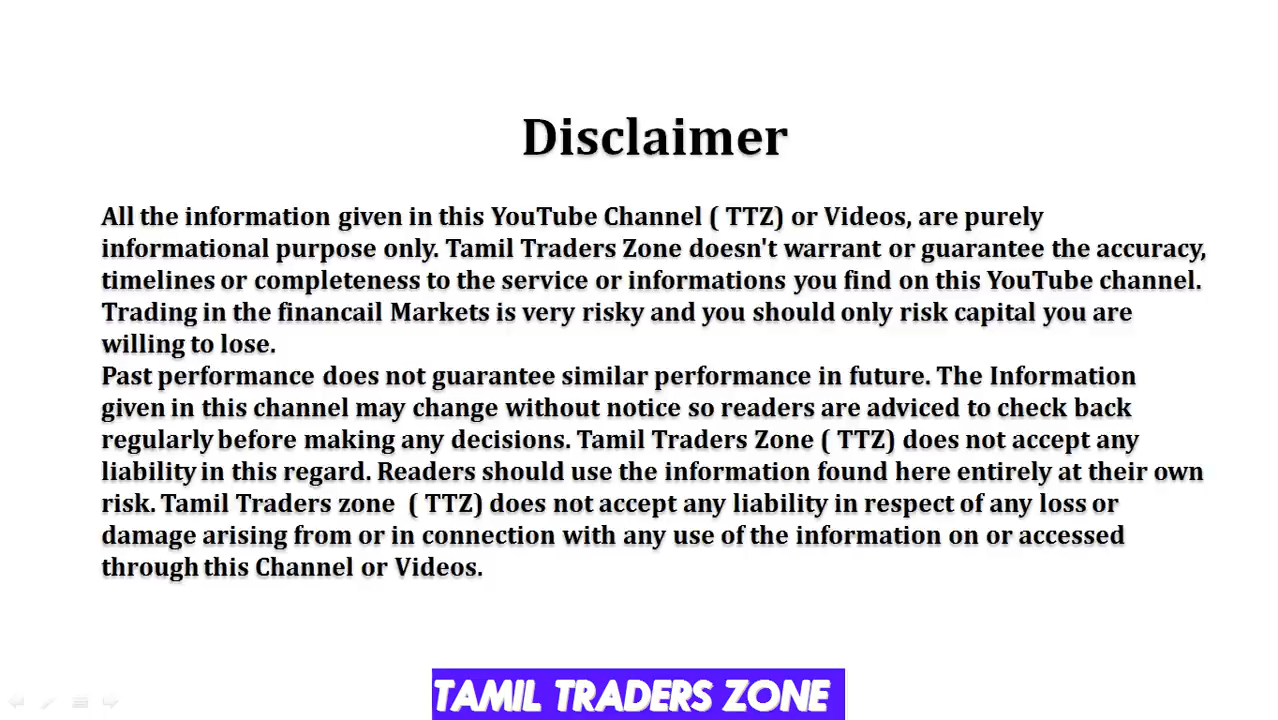 Disclaimer
All the information given in this YouTube Channel ( TTZ) or Videos, are purely
informational purpose only. Tamil Traders Zone doesn't warrant or guarantee the accuracy,
timelines or completeness to the service or informations you find on this YouTube channel.
Trading in the financail Markets is very risky and you should only risk capital you are
willing to lose.
Past performance does not guarantee similar performance in future. The Information
given in this channel may change without notice so readers are adviced to check back
regularly before making any decisions. Tamil Traders Zone ( TTZ) does not accept any
liability in this regard. Readers should use the information found here entirely at their own
risk. Tamil Traders zone  ( TTZ) does not accept any liability in respect of any loss or
damage arising from or in connection with any use of the information on or accessed
through this Channel or Videos.
TAMIL TRADERS ZONE